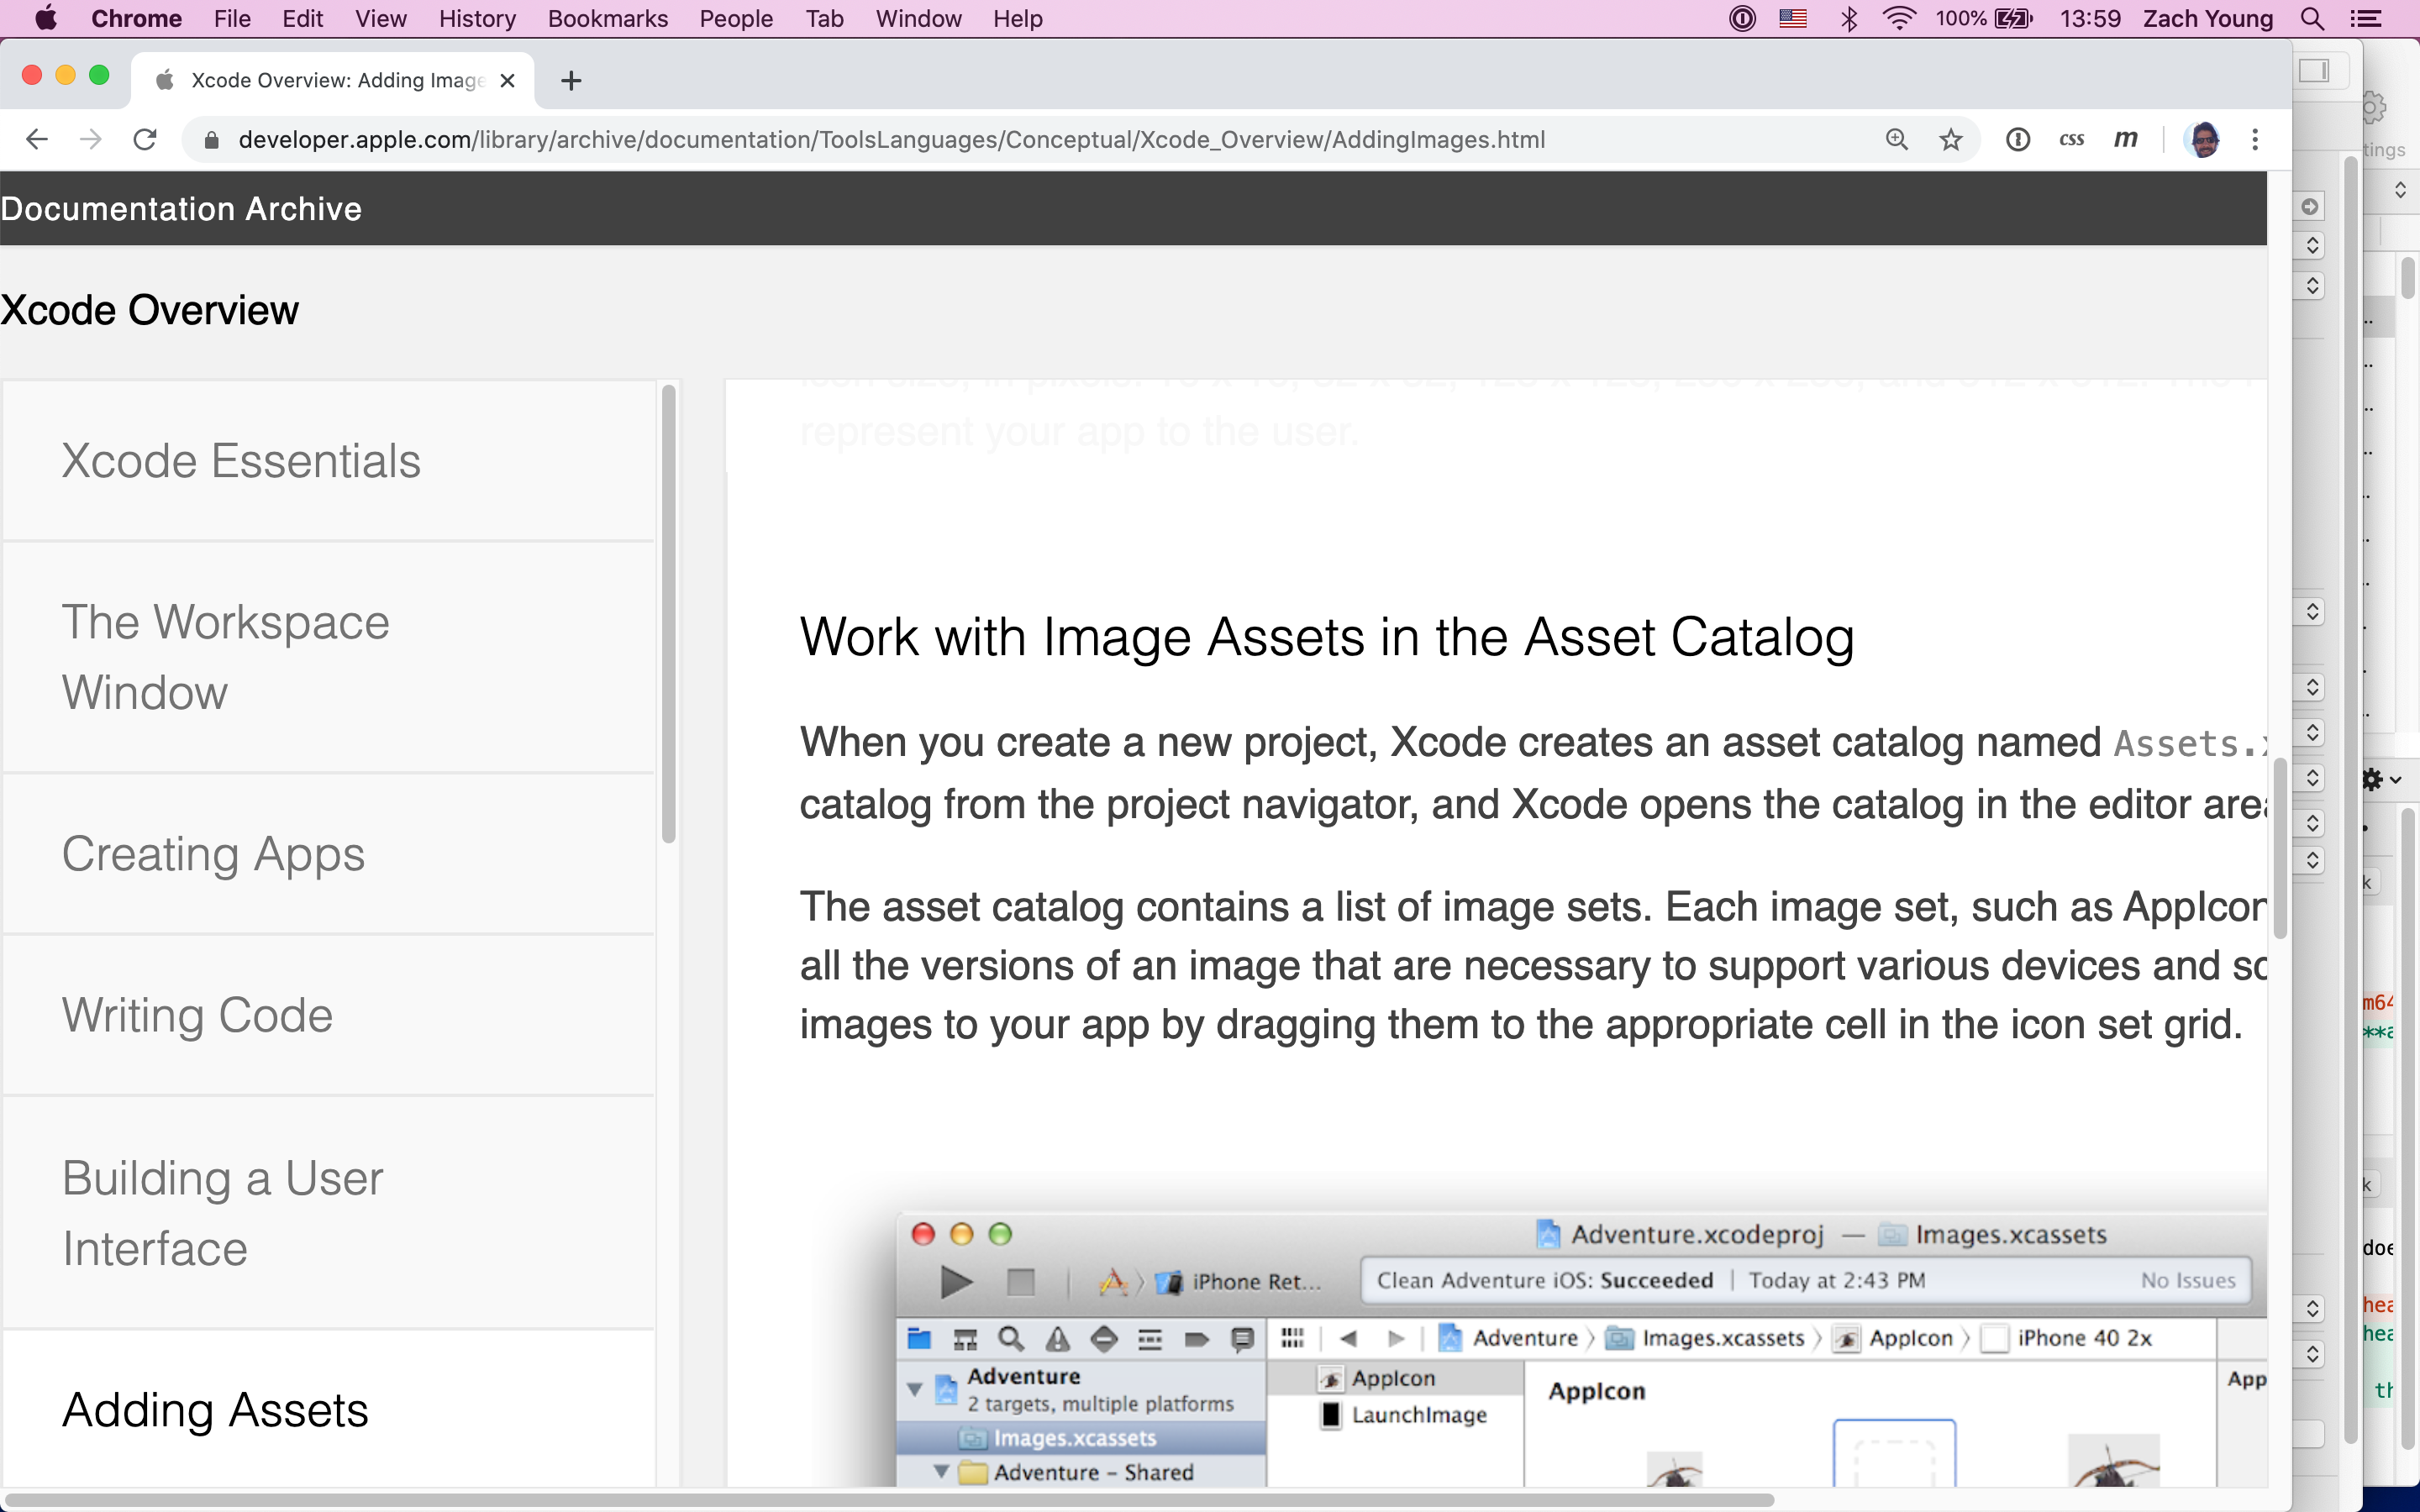 Chrome File Edit View History Bookmarks People Tab Window Help 100% 13:59 Zach Young
Xcode Overview: Adding Image
developer.apple.com/library/archive/documentation/ToolsLanguages/Conceptual/Xcode_Overview/AddingImages.html css m
tings
Documentation Archive
Xcode Overview
Xcode Essentials
The Workspace
Window
Creating Apps
Writing Code
Building a User
Interface
Adding Assets
represent your app to the user.
Work with Image Assets in the Asset Catalog
When you create a new project, Xcode creates an asset catalog named Assets.
catalog from the project navigator, and Xcode opens the catalog in the editor area
The asset catalog contains a list of image sets. Each image set, such as AppIcon
all the versions of an image that are necessary to support various devices and sc
images to your app by dragging them to the appropriate cell in the icon set grid.
Adventure.xcodeproj — Images.xcassets
iPhone Ret... Clean Adventure iOS: Succeeded | Today at 2:43 PM No Issues
Adventure Images.xcassets AppIcon iPhone 40 2x
Adventure
2 targets, multiple platforms
Images.xcassets
Adventure - Shared
AppIcon
LaunchImage
AppIcon
App
k
m64
**a
k
doe
hea
hea
th